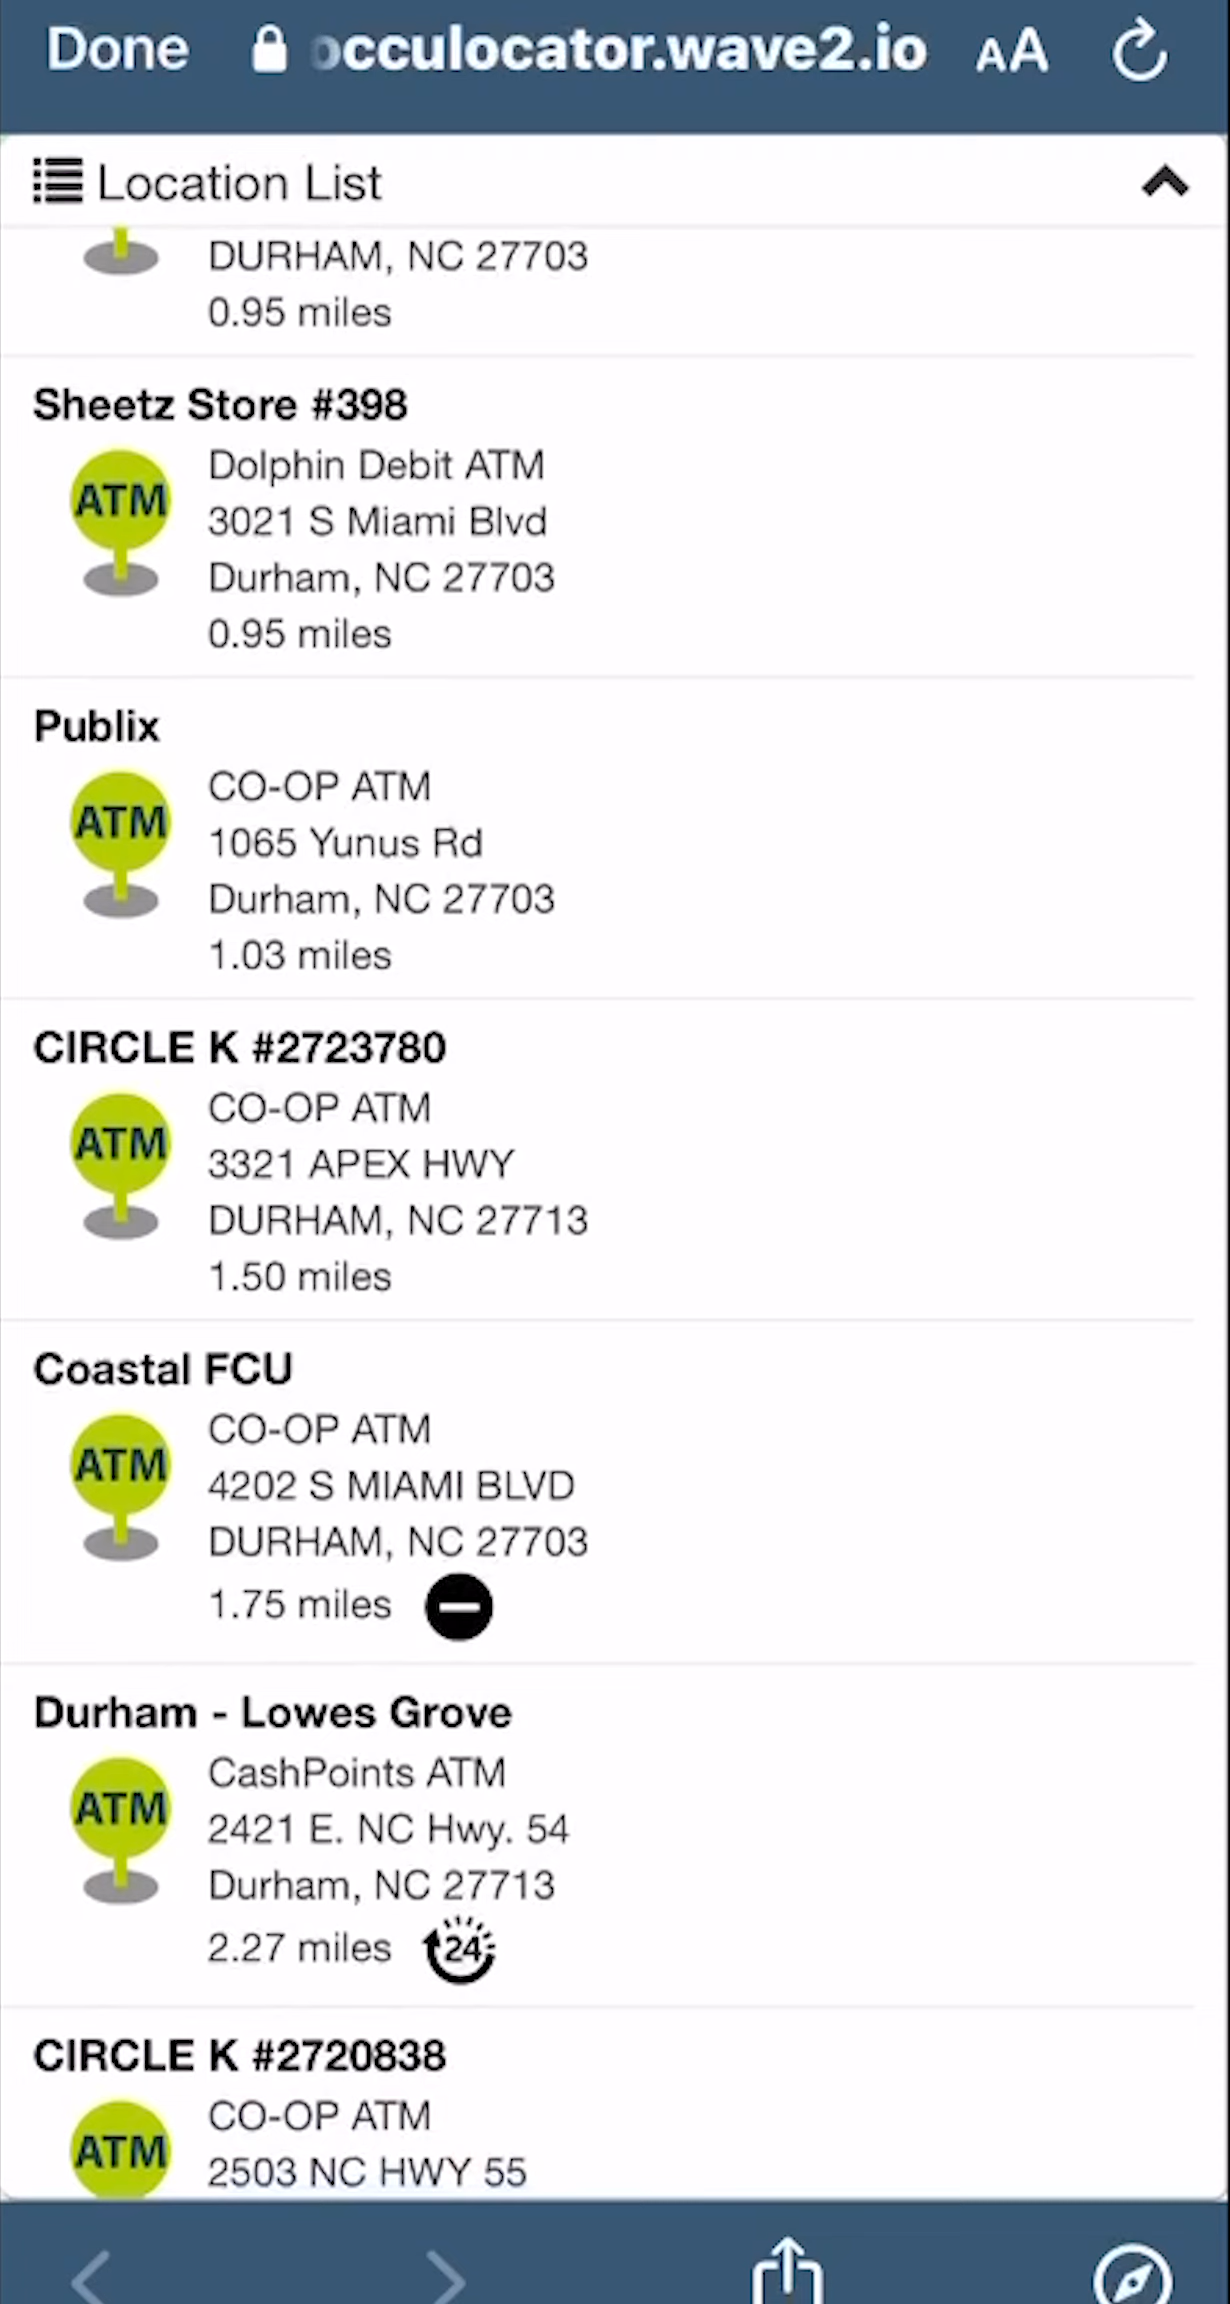 Done occulocator.wave2.io AA
Location List
DURHAM, NC 27703
0.95 miles
Sheetz Store #398
ATM
Dolphin Debit ATM
3021 S Miami Blvd
Durham, NC 27703
0.95 miles
Publix
ATM
CO-OP ATM
1065 Yunus Rd
Durham, NC 27703
1.03 miles
CIRCLE K #2723780
ATM
CO-OP ATM
3321 APEX HWY
DURHAM, NC 27713
1.50 miles
Coastal FCU
ATM
CO-OP ATM
4202 S MIAMI BLVD
DURHAM, NC 27703
1.75 miles
Durham - Lowes Grove
ATM
CashPoints ATM
2421 E. NC Hwy. 54
Durham, NC 27713
2.27 miles 24
CIRCLE K #2720838
ATM
CO-OP ATM
2503 NC HWY 55